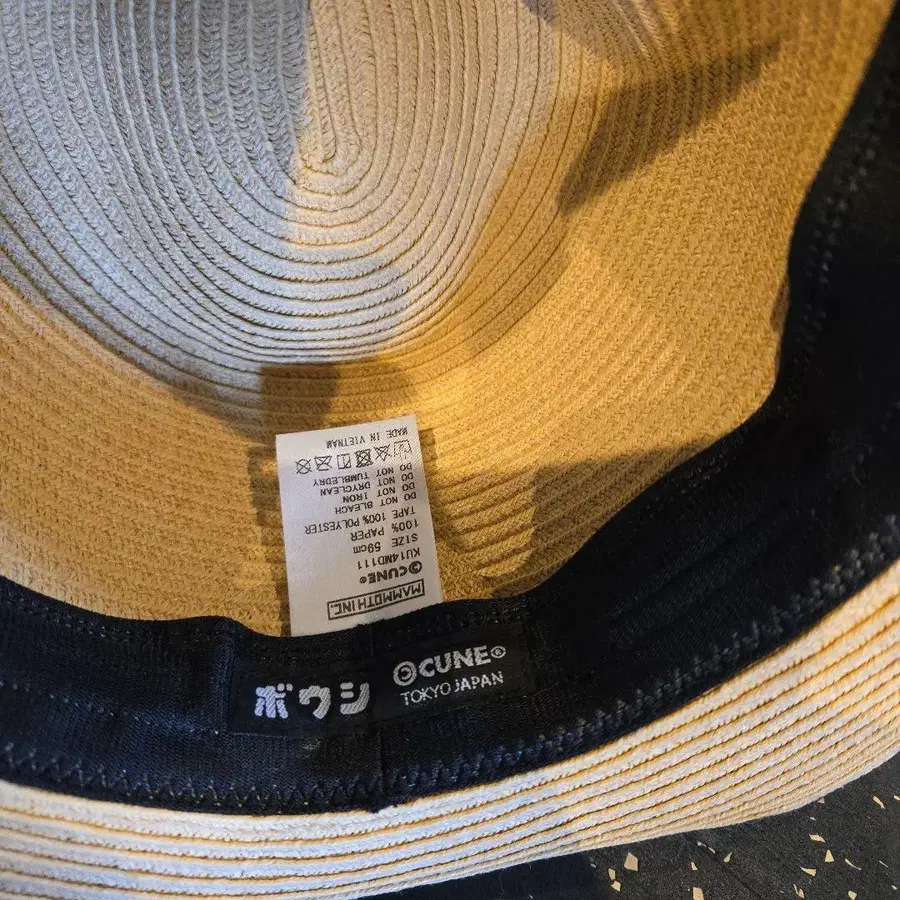 MAMMOTH INC.
©CUNE®
KU14MD111
SIZE 59cm
100% PAPER
TAPE 100% POLYESTER
DO NOT BLEACH
DO NOT IRON
DO NOT DRYCLEAN
DO NOT TUMBLEDRY
MADE IN VIETNAM
ボウシ
©CUNE®
TOKYO JAPAN